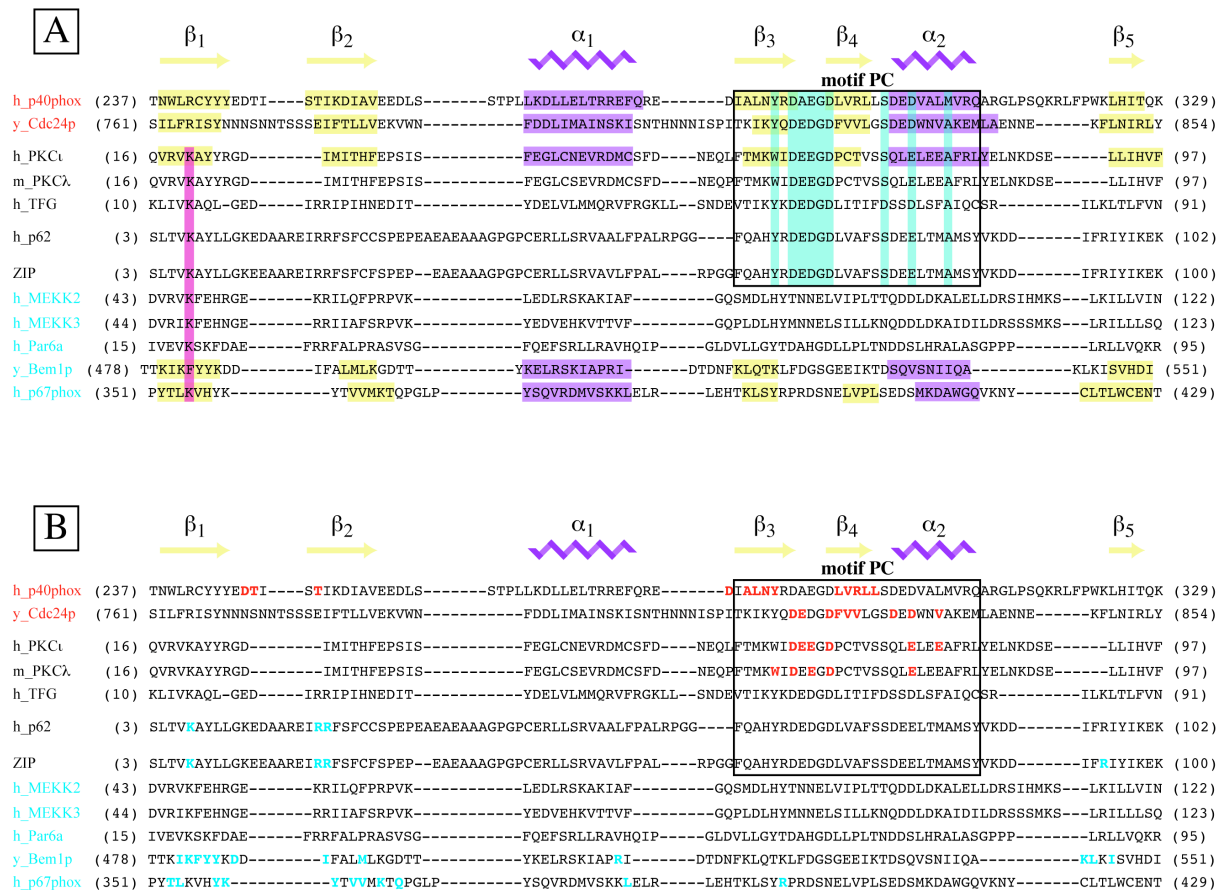 A
β1 β2 α1 β3 β4 α2 β5
motif PC
h_p40phox (237) TNWLRCYYYEDTI-----STIKDIAVEEDLS-------STPLLKDLLELTRREFQRE------DIALNYRDAEGDLVRLLSDEDVALMVRQARGLPSQKRLFPWKLHITQK (329)
y_Cdc24p (761) SILFRISYNNNSNNTSSSEIFTLLVEKVWN-----------FDDLIMAINSKISNTHNNNISPITKIKYQDEDGDFVVLGSDEDWNVAKEMLAENNE------KFLNIRLY (854)
h_PKCι (16) QVRVKAYYRGD--------IMITHFEPSIS-----------FEGLCNEVRDMCSFD---NEQLFTMKWIDEEGDPCTVSSQLELEEAFRLYELNKDSE------LLIHVF (97)
m_PKCλ (16) QVRVKAYYRGD--------IMITHFEPSIS-----------FEGLCSEVRDMCSFD---NEQPFTMKWIDEEGDPCTVSSQLELEEAFRLYELNKDSE------LLIHVF (97)
h_TFG (10) KLIVKAQL-GED------IRRIPIHNEDIT-----------YDELVLMMQRVFRGKLL--SNDEVTIKYKDEDGDLITIFDSSDLSFAIQCSR--------ILKLTLFVN (91)
h_p62 (3) SLTVKAYLLGKEDAAREIRRFSFCCSPEPEAEAEAAAGPGPCERLLSRVAALFPALRPGG----FQAHYRDEDGDLVAFSSDEELTMAMSYVKDD-------IFRIYIKEK (102)
ZIP (3) SLTVKAYLLGKEEAAREIRRFSFCFSPEP--EAEAAAGPGPCERLLSRVAVLFPAL---RPGGFQAHYRDEDGDLVAFSSDEELTMAMSYVKDD-------IFRIYIKEK (100)
h_MEKK2 (43) DVRVKFEHRGE-------KRILQFPRPVK------------LEDLRSKAKIAF--------GQSMDLHYTNNELVIPLTTQDDLDKALELLDRSIHMKS---LKILLVIN (122)
h_MEKK3 (44) DVRIKFEHNGE-------RRIIAFSRPVK------------YEDVEHKVTTVF--------GQPLDLHYMNNELSILLKNQDDLDKAIDILDRSSSMKS---LRILLLSQ (123)
h_Par6a (15) IVEVKSKFDAE-------FRRFALPRASVSG----------FQEFSRLLRAVHQIP-----GLDVLLGYTDAHGDLLPLTNDDSLHRALASGPPP-------LRLLVQKR (95)
y_Bem1p (478) TTKIKFYYKDD--------IFALMLKGDTT-----------YKELRSKIAPRI-------DTDNFKLQTKLFDGSGEEIKTDSQVSNIIQA----------KLKISVHDI (551)
h_p67phox (351) PYTLKVHYK-----------YTVVMKTQPGLP---------YSQVRDMVSKKLELR---LEHTKLSYRPRDSNELVPLSEDSMKDAWGQVKNY-------CLTLWCENT (429)
B
β1 β2 α1 β3 β4 α2 β5
motif PC
h_p40phox (237) TNWLRCYYYEDTI-----STIKDIAVEEDLS-------STPLLKDLLELTRREFQRE------DIALNYRDAEGDLVRLLSDEDVALMVRQARGLPSQKRLFPWKLHITQK (329)
y_Cdc24p (761) SILFRISYNNNSNNTSSSEIFTLLVEKVWN-----------FDDLIMAINSKISNTHNNNISPITKIKYQDEDGDFVVLGSDEDWNVAKEMLAENNE------KFLNIRLY (854)
h_PKCι (16) QVRVKAYYRGD--------IMITHFEPSIS-----------FEGLCNEVRDMCSFD---NEQLFTMKWIDEEGDPCTVSSQLELEEAFRLYELNKDSE------LLIHVF (97)
m_PKCλ (16) QVRVKAYYRGD--------IMITHFEPSIS-----------FEGLCSEVRDMCSFD---NEQPFTMKWIDEEGDPCTVSSQLELEEAFRLYELNKDSE------LLIHVF (97)
h_TFG (10) KLIVKAQL-GED------IRRIPIHNEDIT-----------YDELVLMMQRVFRGKLL--SNDEVTIKYKDEDGDLITIFDSSDLSFAIQCSR--------ILKLTLFVN (91)
h_p62 (3) SLTVKAYLLGKEDAAREIRRFSFCCSPEPEAEAEAAAGPGPCERLLSRVAALFPALRPGG----FQAHYRDEDGDLVAFSSDEELTMAMSYVKDD-------IFRIYIKEK (102)
ZIP (3) SLTVKAYLLGKEEAAREIRRFSFCFSPEP--EAEAAAGPGPCERLLSRVAVLFPAL---RPGGFQAHYRDEDGDLVAFSSDEELTMAMSYVKDD-------IFRIYIKEK (100)
h_MEKK2 (43) DVRVKFEHRGE-------KRILQFPRPVK------------LEDLRSKAKIAF--------GQSMDLHYTNNELVIPLTTQDDLDKALELLDRSIHMKS---LKILLVIN (122)
h_MEKK3 (44) DVRIKFEHNGE-------RRIIAFSRPVK------------YEDVEHKVTTVF--------GQPLDLHYMNNELSILLKNQDDLDKAIDILDRSSSMKS---LRILLLSQ (123)
h_Par6a (15) IVEVKSKFDAE-------FRRFALPRASVSG----------FQEFSRLLRAVHQIP-----GLDVLLGYTDAHGDLLPLTNDDSLHRALASGPPP-------LRLLVQKR (95)
y_Bem1p (478) TTKIKFYYKDD--------IFALMLKGDTT-----------YKELRSKIAPRI-------DTDNFKLQTKLFDGSGEEIKTDSQVSNIIQA----------KLKISVHDI (551)
h_p67phox (351) PYTLKVHYK-----------YTVVMKTQPGLP---------YSQVRDMVSKKLELR---LEHTKLSYRPRDSNELVPLSEDSMKDAWGQVKNY-------CLTLWCENT (429)